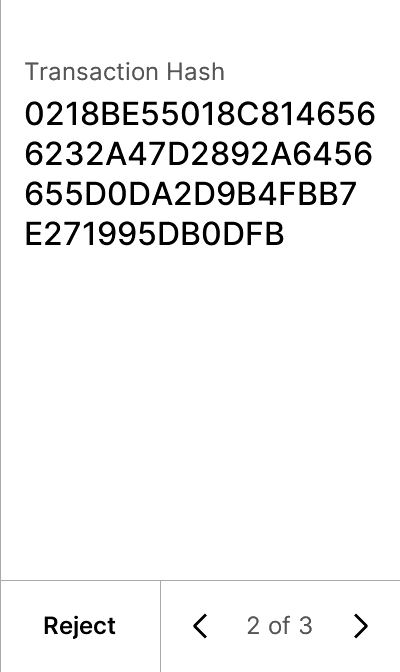 Transaction Hash
0218BE55018C814656
6232A47D2892A6456
655D0DA2D9B4FBB7
E271995DB0DFB
Reject
2 of 3